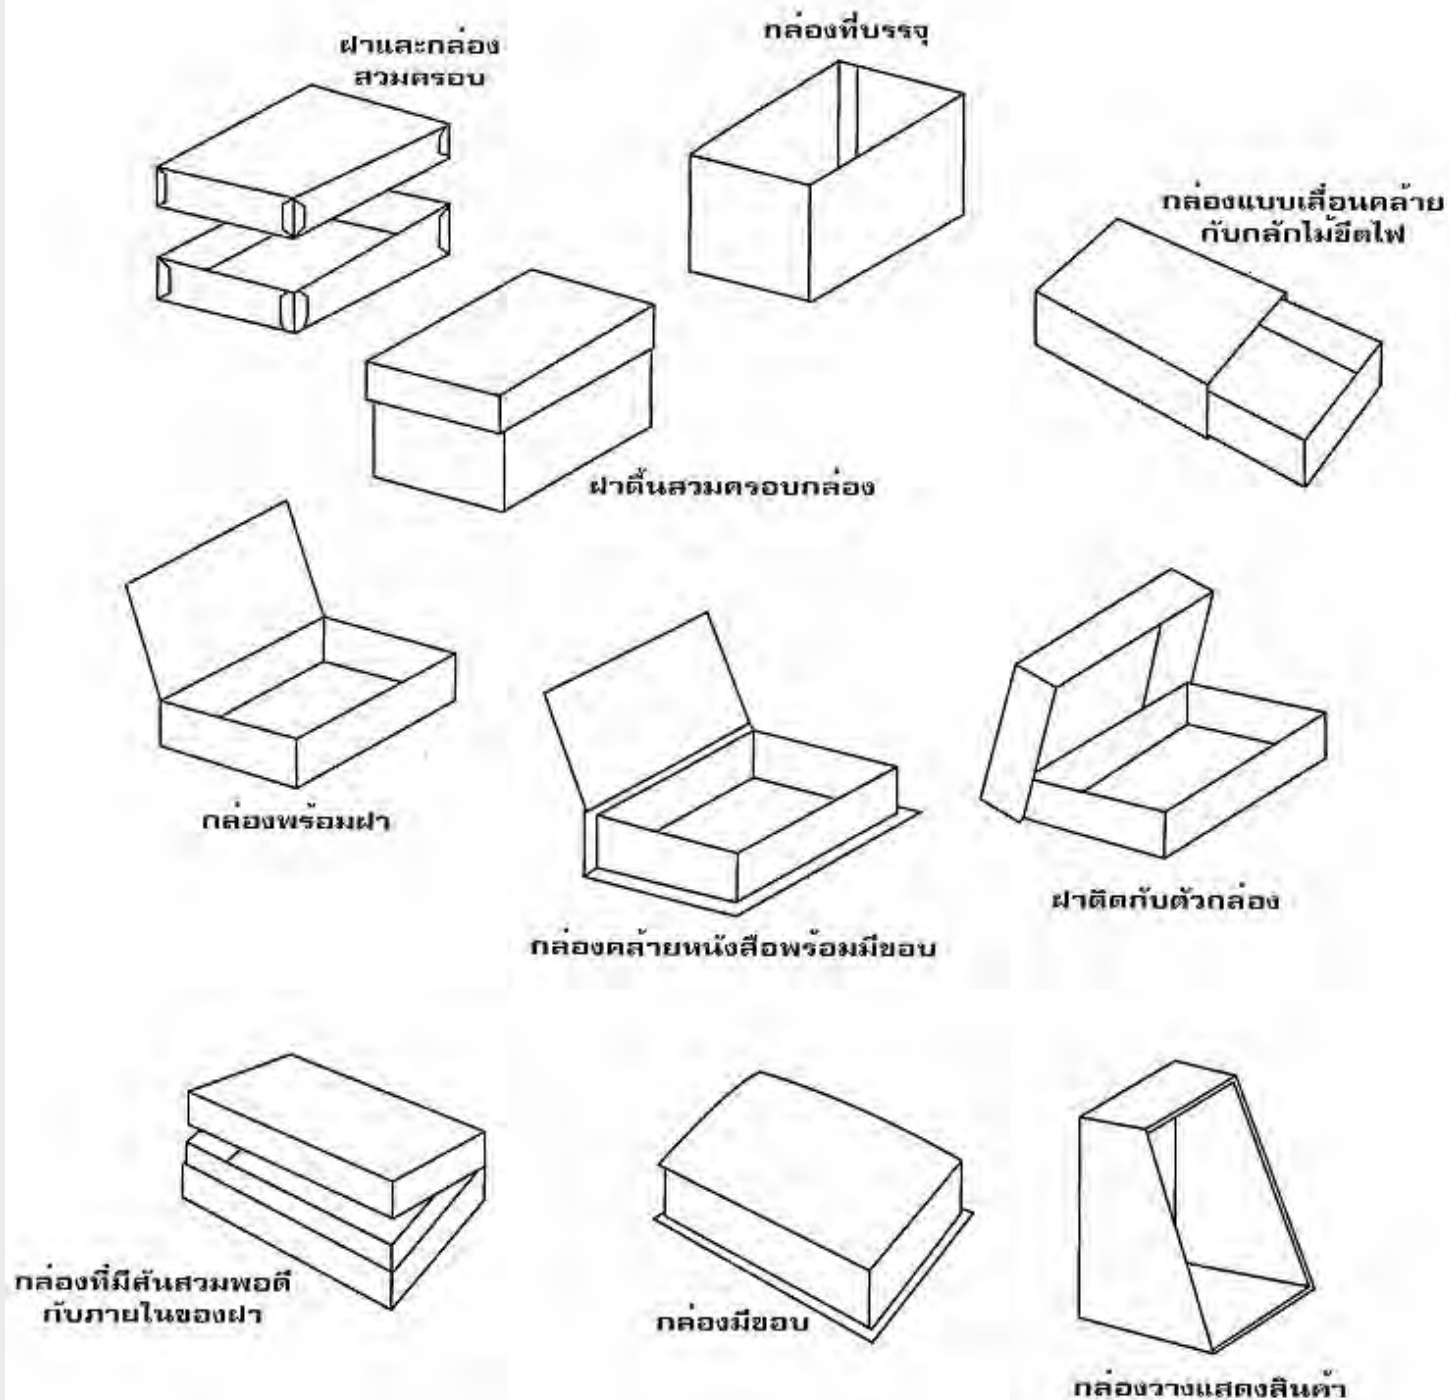 ฝาและกล่อง
สวมครอบ
กล่องที่บรรจุ
กล่องแบบเลื่อนคล้าย
กับกลักไม้ขีดไฟ
ฝาตื้นสวมครอบกล่อง
กล่องพร้อมฝา
กล่องคล้ายหนังสือพร้อมมีขอบ
ฝาติดกับตัวกล่อง
กล่องที่มีสันสวมพอดี
กับภายในของฝา
กล่องมีขอบ
กล่องวางแสดงสินค้า